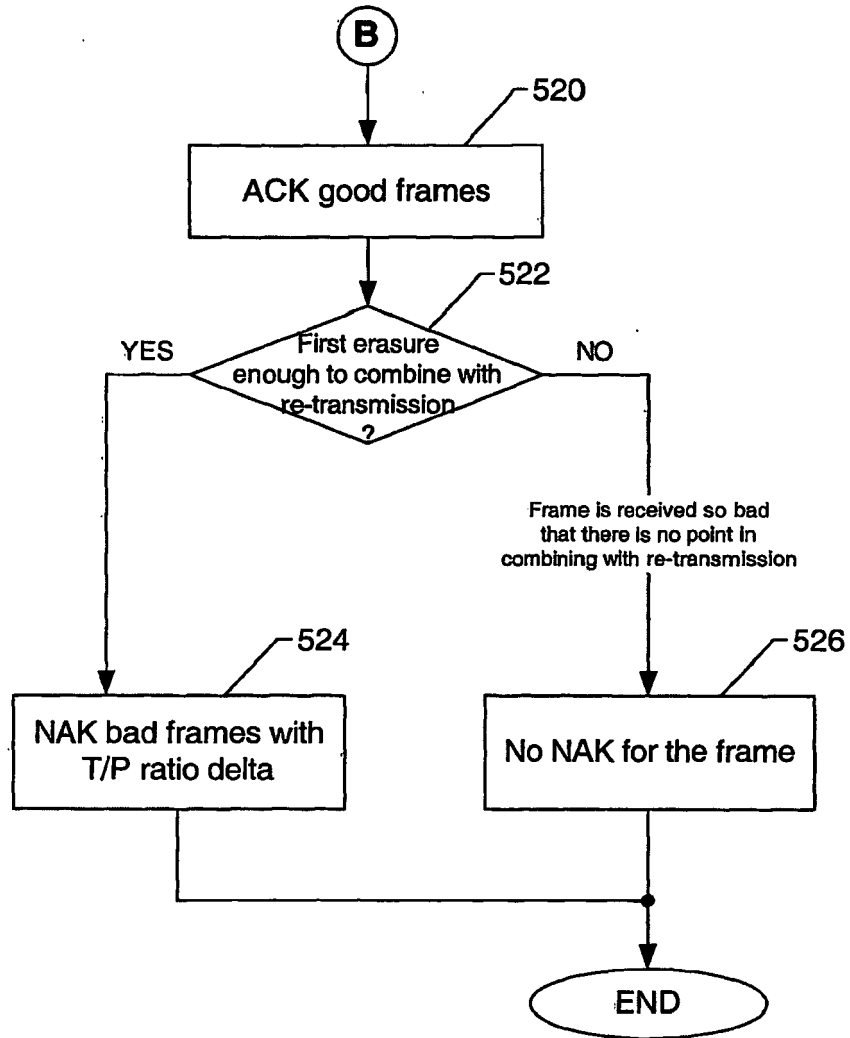 B
520
ACK good frames
522
YES
First erasure
enough to combine with
re-transmission
?
NO
Frame is received so bad
that there is no point in
combining with re-transmission
524
NAK bad frames with
T/P ratio delta
526
No NAK for the frame
END